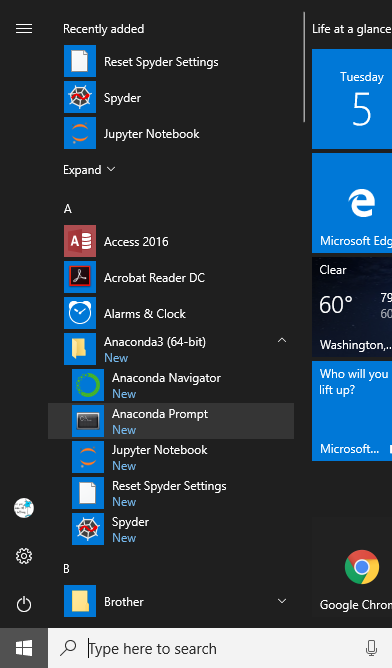 Recently added
Reset Spyder Settings
Spyder
Jupyter Notebook
Expand
A
Access 2016
Acrobat Reader DC
Alarms & Clock
Anaconda3 (64-bit)
New
Anaconda Navigator
New
Anaconda Prompt
New
Jupyter Notebook
New
Reset Spyder Settings
New
Spyder
New
B
Brother
Type here to search
Life at a glance
Tuesday
5
Microsoft Edg
Clear
60° 79
60
Washington,...
Who will you
lift up?
Microsoft...
Google Chron